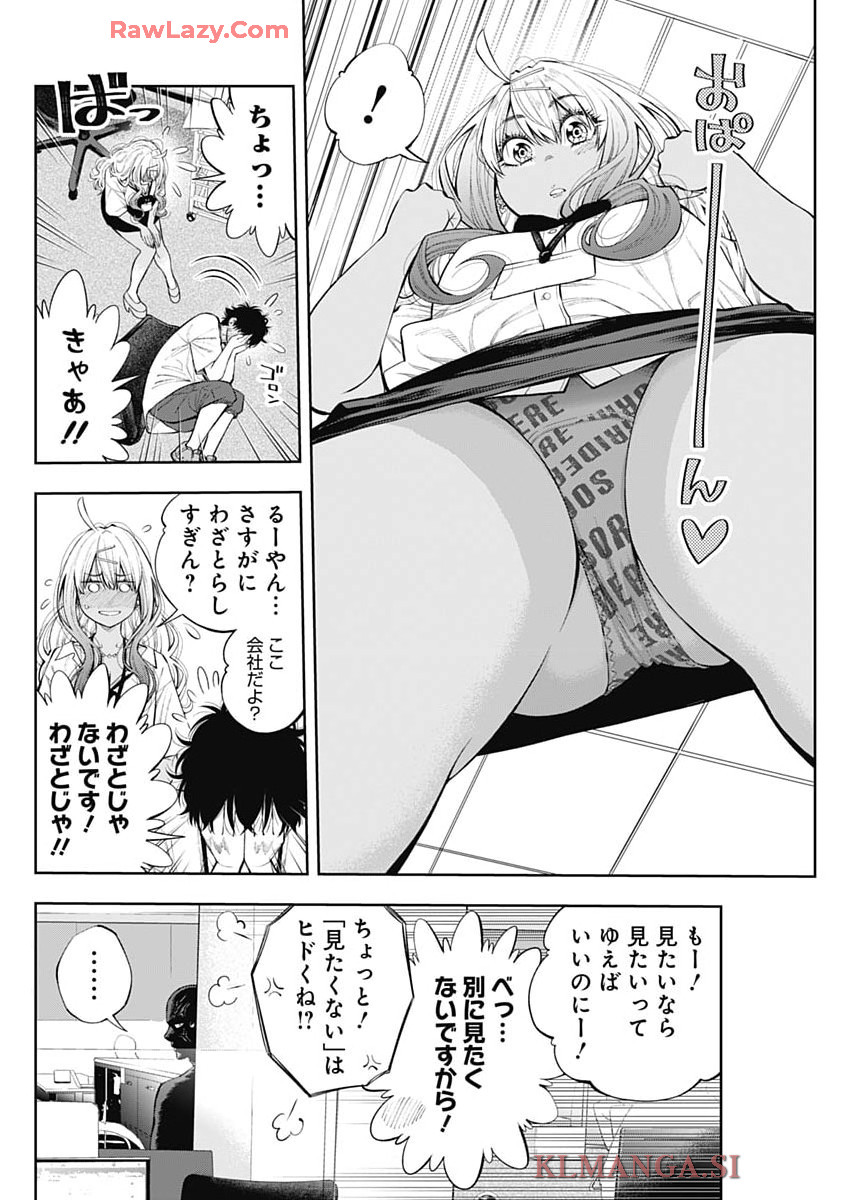 RawLazy.Com
！
おぱーーん♡
SORRIDERE
SORRIDERE
SORRIDERE
ばっ
ちょっ…
きゃあ!!
ゴロン
るーやん…
さすがに
わざとらし
すぎん？
ここ
会社だよ？
わざとじゃ
ないです！
わざとじゃ!!
もー！
見たいなら
見たいって
ゆえば
いいのにー！
べっ…
別に見たく
ないですから！
ちょっと！
「見たくない」は
ヒドくね!?
……
KLMANGA.SI